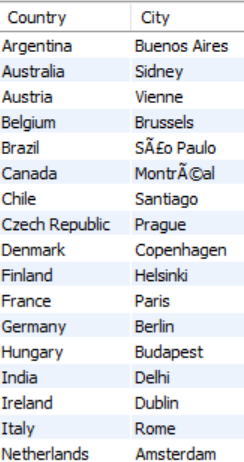 Country City
Argentina Buenos Aires
Australia Sidney
Austria Vienne
Belgium Brussels
Brazil SÃ£o Paulo
Canada MontrÃ©al
Chile Santiago
Czech Republic Prague
Denmark Copenhagen
Finland Helsinki
France Paris
Germany Berlin
Hungary Budapest
India Delhi
Ireland Dublin
Italy Rome
Netherlands Amsterdam